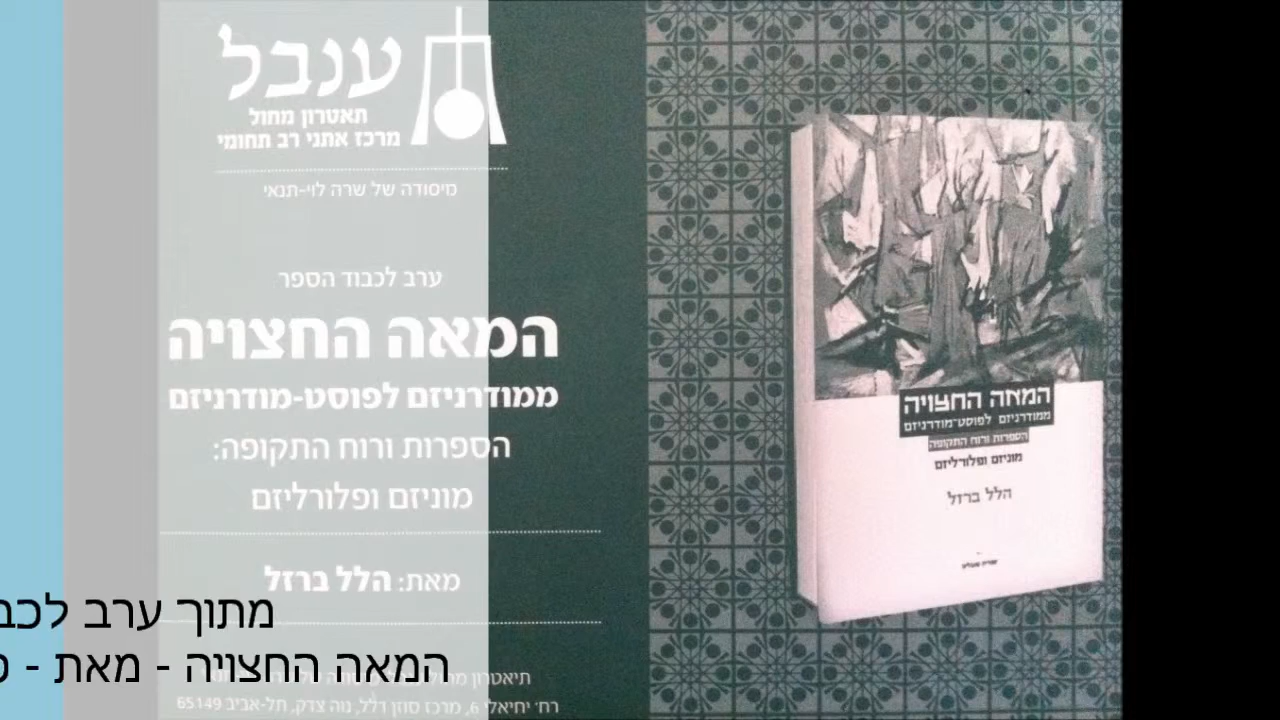 ענבל
תאטרון מחול
מרכז אתני רב תחומי
מיסודה של שרה לוי-תנאי
ערב לכבוד הספר
המאה החצויה
ממודרניזם לפוסט-מודרניזם
הספרות ורוח התקופה:
מוניזם ופלורליזם
מאת: הלל ברזל
תיאטרון
רח׳ יחיאלי 6, מרכז סוזן דלל, נוה צדק, תל-אביב 65149
המאה החצויה
ממודרניזם לפוסט-מודרניזם
הספרות ורוח התקופה
מוניזם ופלורליזם
הלל ברזל
מתוך ערב לכב
המאה החצויה - מאת -